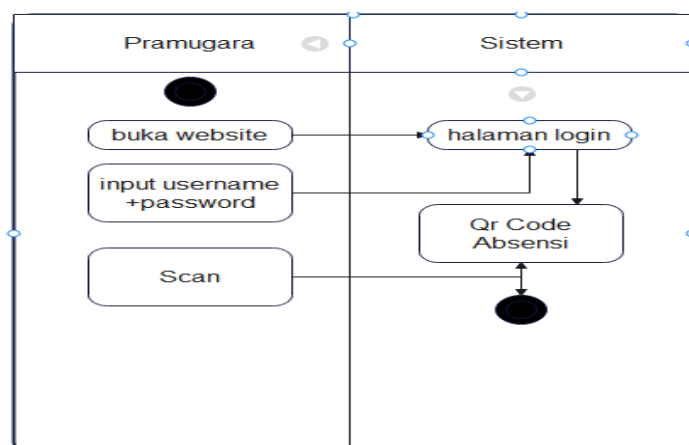 Pramugara
Sistem
buka website
halaman login
input username
+password
Qr Code
Absensi
Scan